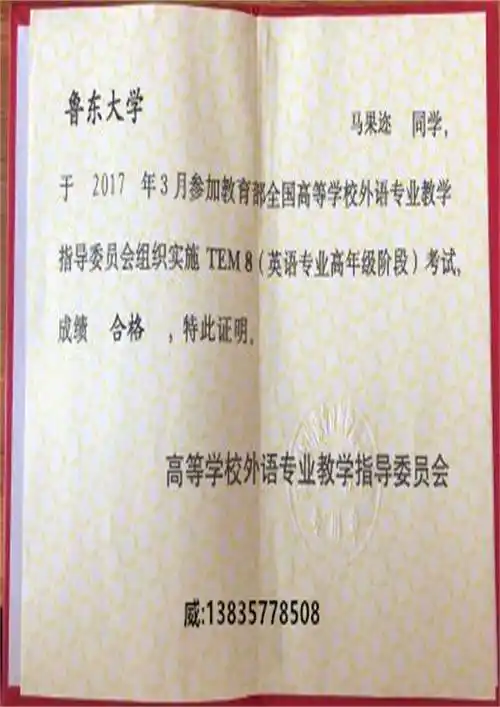 鲁东大学
马果迩 同学,
于 2017 年3月参加教育部全国高等学校外语专业教学
指导委员会组织实施 TEM 8 (英语专业高年级阶段) 考试,
成绩 合格 , 特此证明。
高等学校外语专业教学指导委员会
威:13835778508